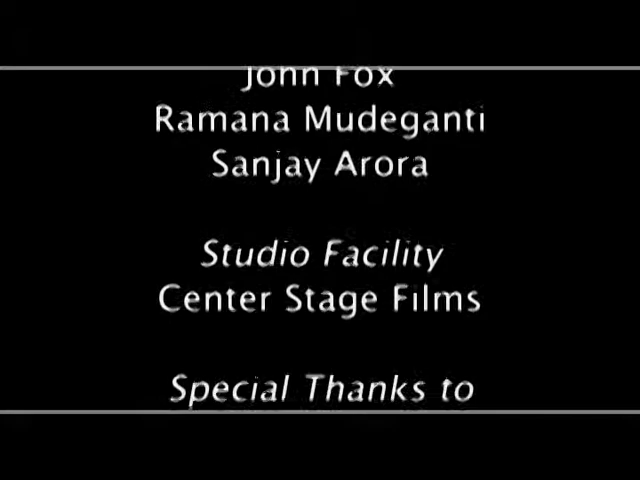 John Fox
Ramana Mudeganti
Sanjay Arora
Studio Facility
Center Stage Films
Special Thanks to